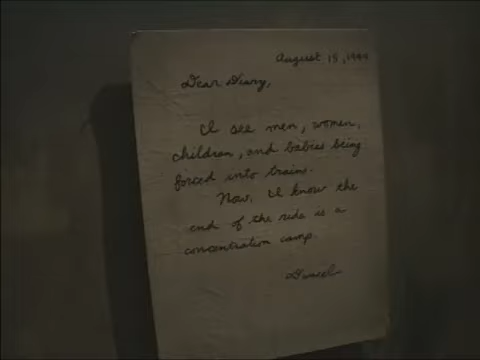 August 15, 1944
Dear Diary,
I see men, women,
children, and babies being
forced into trains.
Now, I know the
end of the ride is a
concentration camp.
Daniel